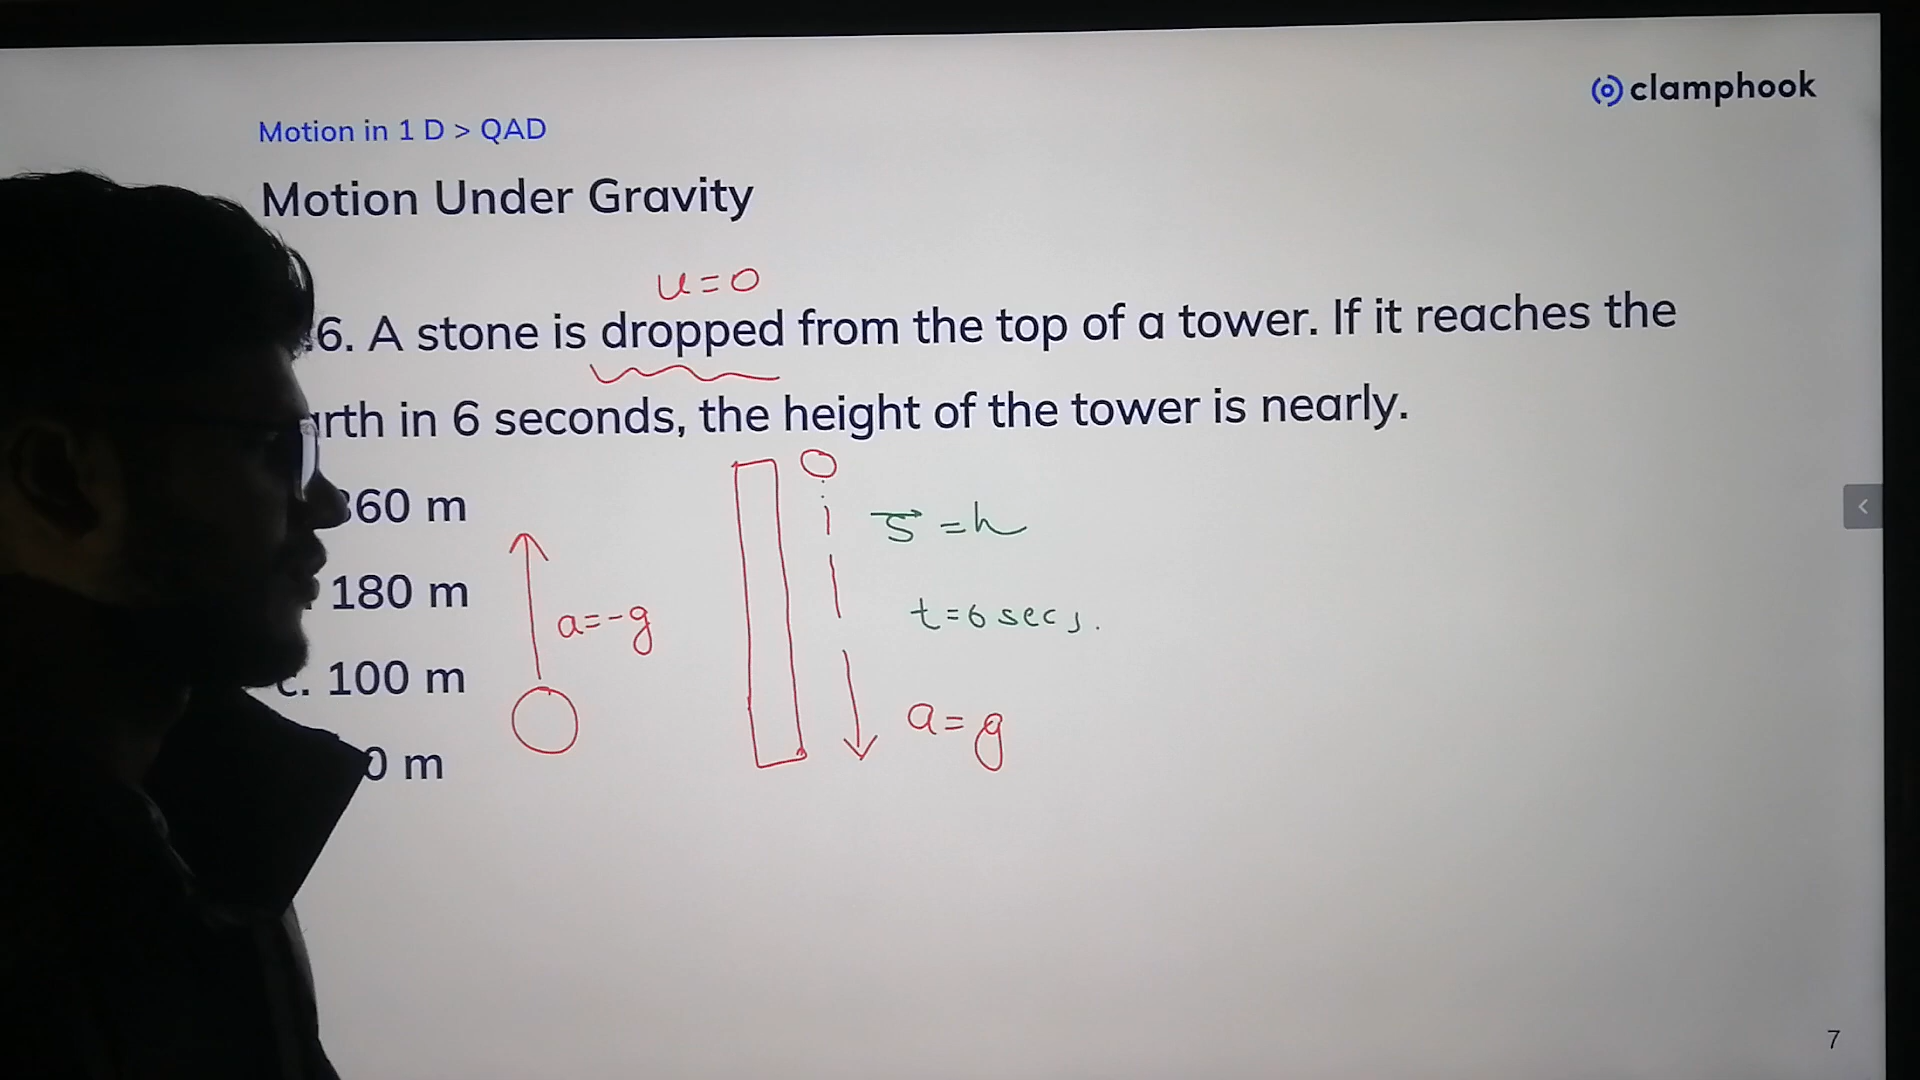 clamphook
Motion in 1 D > QAD
Motion Under Gravity
u=0
6. A stone is dropped from the top of a tower. If it reaches the
in 6 seconds, the height of the tower is nearly.
60 m
180 m
c. 100 m
0 m
a=-g
S = h
t=6 secs.
a=g
7